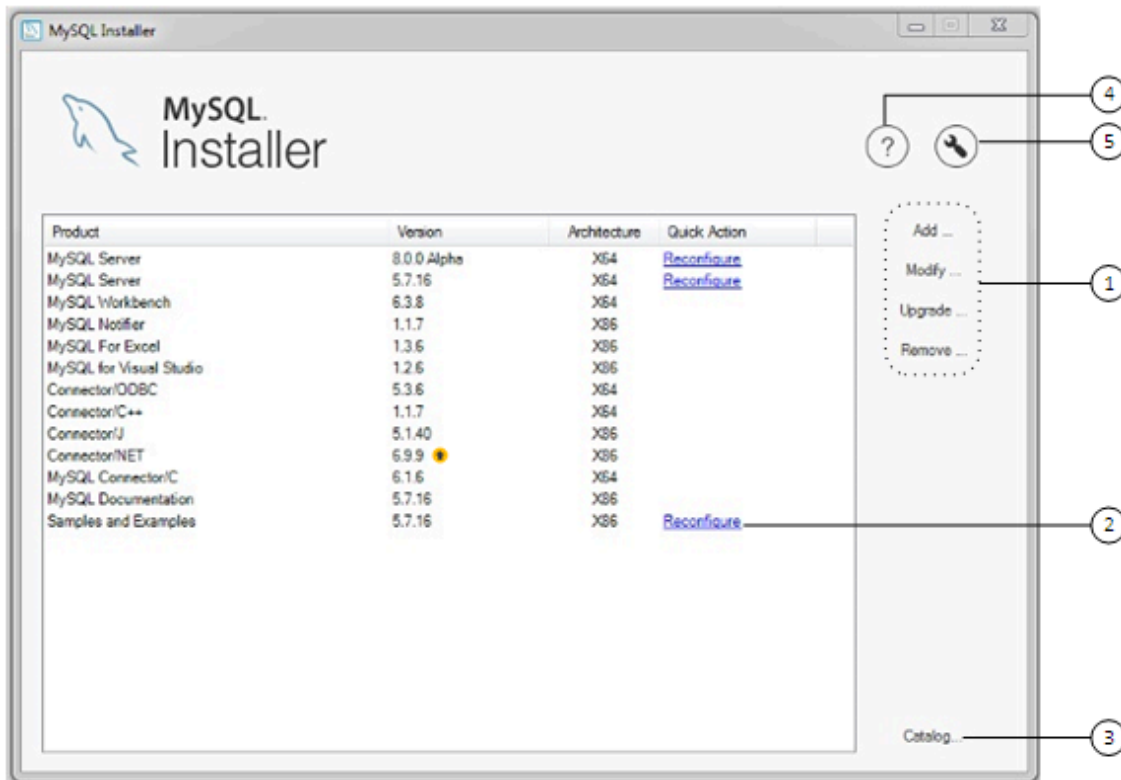 MySQL Installer
MySQL.
Installer
4
?
5
Product Version Architecture Quick Action
MySQL Server 8.0.0 Alpha X64 Reconfigure
MySQL Server 5.7.16 X64 Reconfigure
MySQL Workbench 6.3.8 X64
MySQL Notifier 1.1.7 X86
MySQL For Excel 1.3.6 X86
MySQL for Visual Studio 1.2.6 X86
Connector/ODBC 5.3.6 X64
Connector/C++ 1.1.7 X64
Connector/J 5.1.40 X86
Connector/NET 6.9.9 X86
MySQL Connector/C 6.1.6 X64
MySQL Documentation 5.7.16 X86
Samples and Examples 5.7.16 X86 Reconfigure
Add ...
Modify ...
Upgrade ...
Remove ...
1
2
Catalog...
3